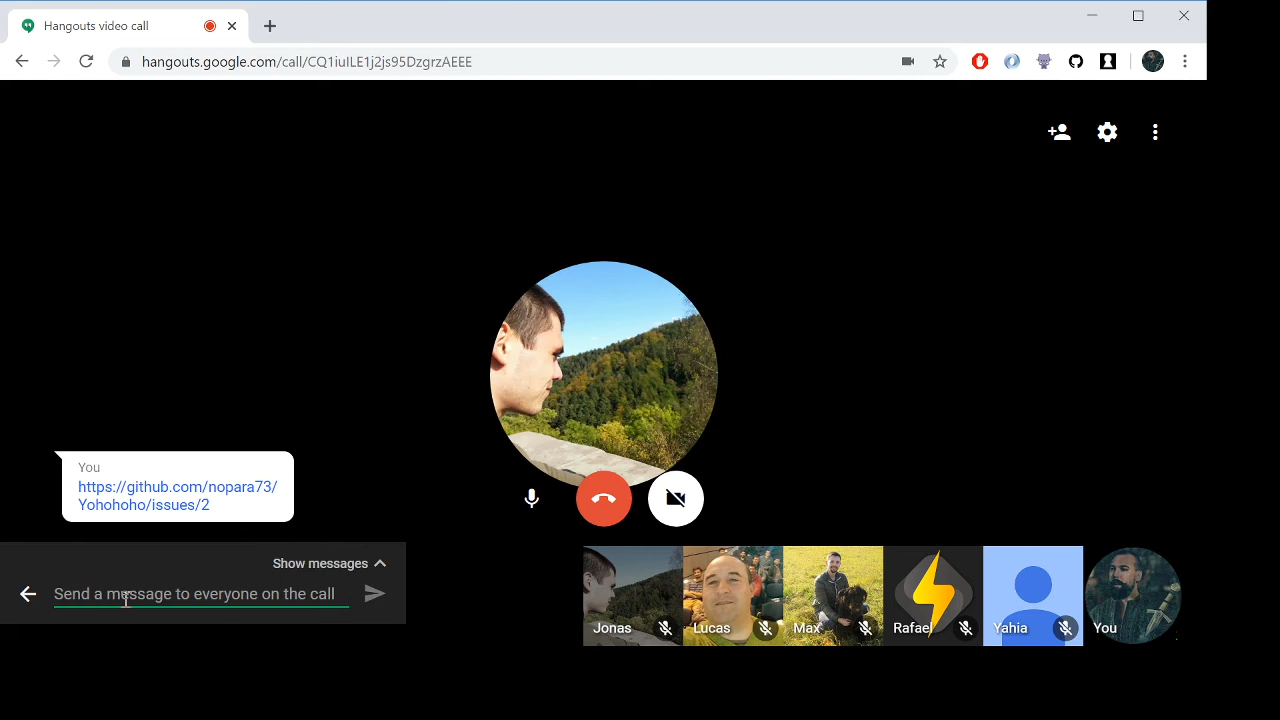 Hangouts video call
hangouts.google.com/call/CQ1iulLE1j2js95DzgrzAEEE
You
https://github.com/nopara73/
Yohohoho/issues/2
Show messages
Send a message to everyone on the call
Jonas
Lucas
Max
Rafael
Yahia
You